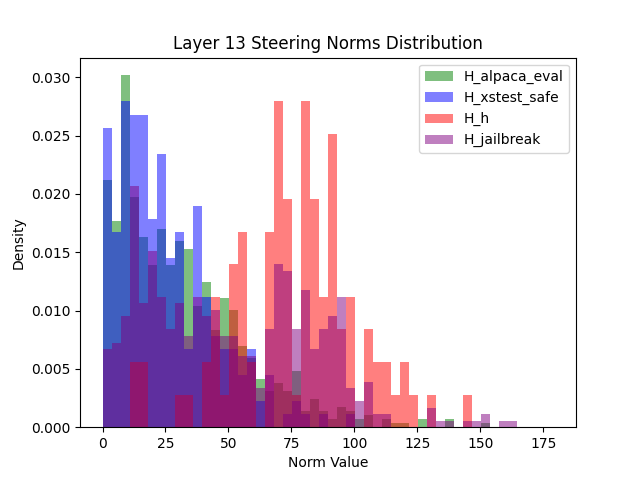 Layer 13 Steering Norms Distribution
H_alpaca_eval
H_xstest_safe
H_h
H_jailbreak
0.030
0.025
0.020
0.015
0.010
0.005
0.000
Density
0 25 50 75 100 125 150 175
Norm Value